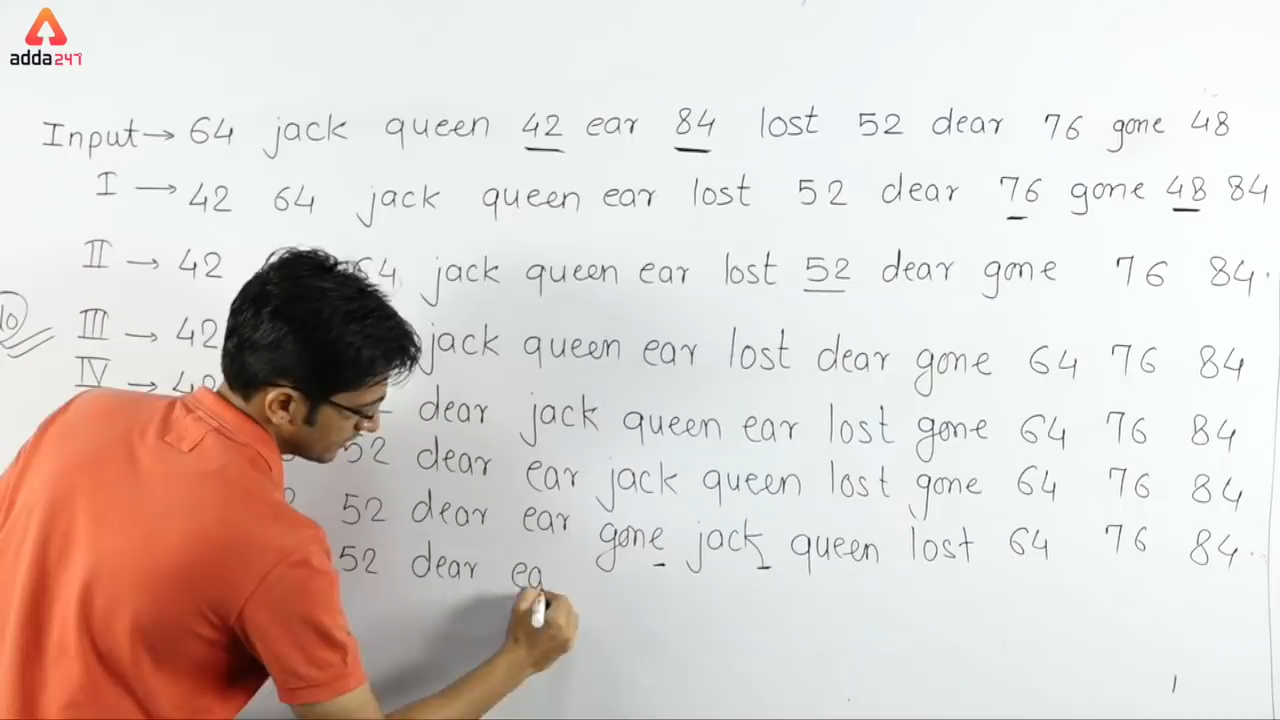 adda247
Input→ 64 jack queen 42 ear 84 lost 52 dear 76 gone 48
I → 42 64 jack queen ear lost 52 dear 76 gone 48 84
II → 42 64 jack queen ear lost 52 dear gone 76 84.
10 III → 42 jack queen ear lost dear gone 64 76 84
IV → dear jack queen ear lost gone 64 76 84
52 dear ear jack queen lost gone 64 76 84
52 dear ear gone jack queen lost 64 76 84.
52 dear ea